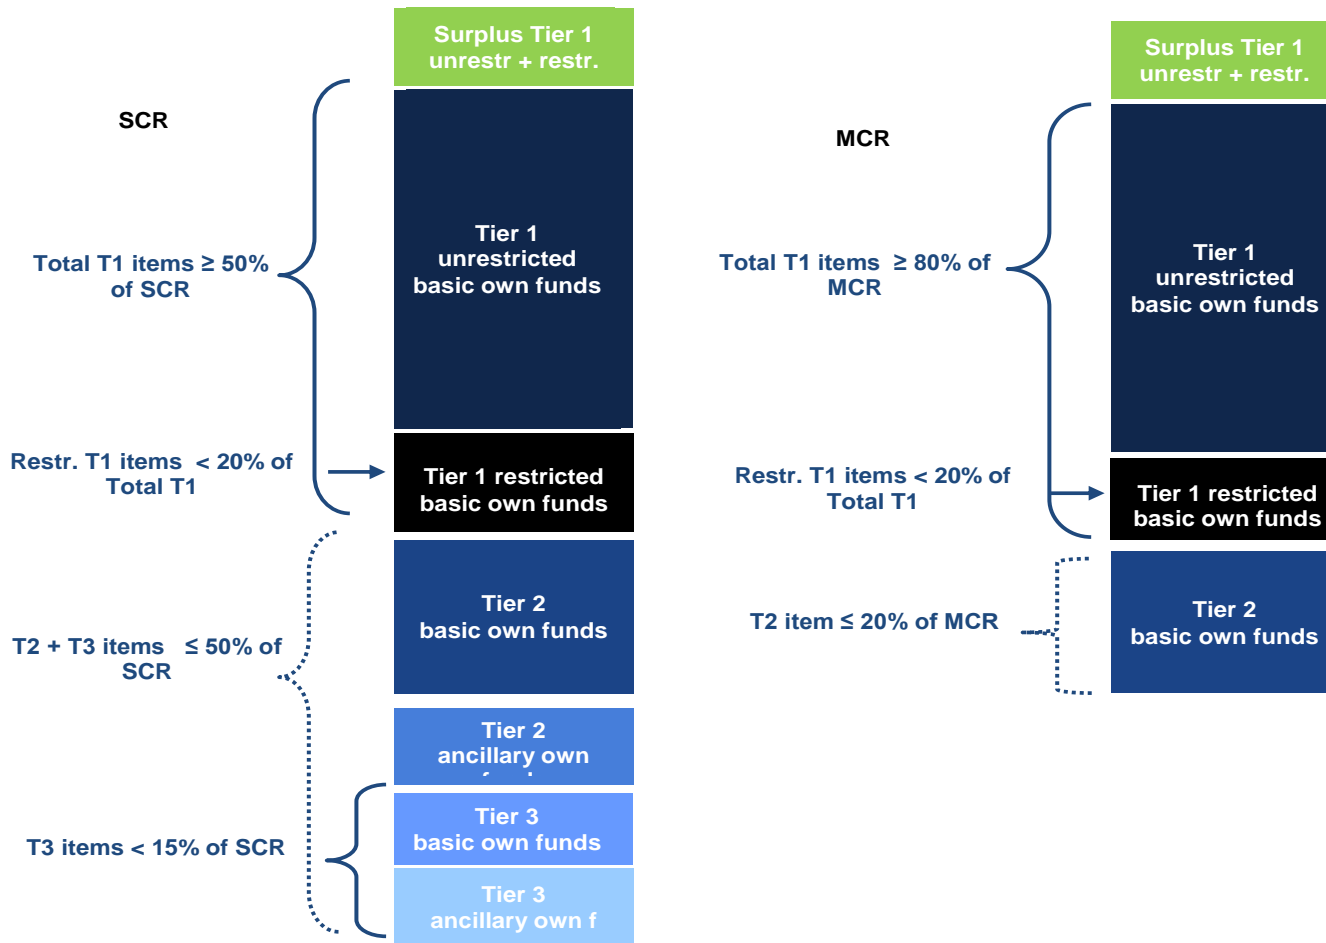 Surplus Tier 1
unrestr + restr.
SCR
Total T1 items ≥ 50%
of SCR
Tier 1
unrestricted
basic own funds
Restr. T1 items < 20% of
Total T1
Tier 1 restricted
basic own funds
T2 + T3 items ≤ 50% of
SCR
Tier 2
basic own funds
Tier 2
ancillary own
T3 items < 15% of SCR
Tier 3
basic own funds
Tier 3
ancillary own f
Surplus Tier 1
unrestr + restr.
MCR
Total T1 items ≥ 80% of
MCR
Tier 1
unrestricted
basic own funds
Restr. T1 items < 20% of
Total T1
Tier 1 restricted
basic own funds
T2 item ≤ 20% of MCR
Tier 2
basic own funds